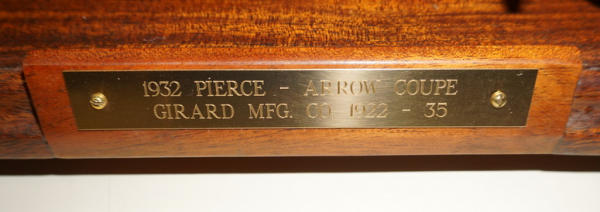 1932 PIERCE - ARROW COUPE
GIRARD MFG. CO 1922 - 35